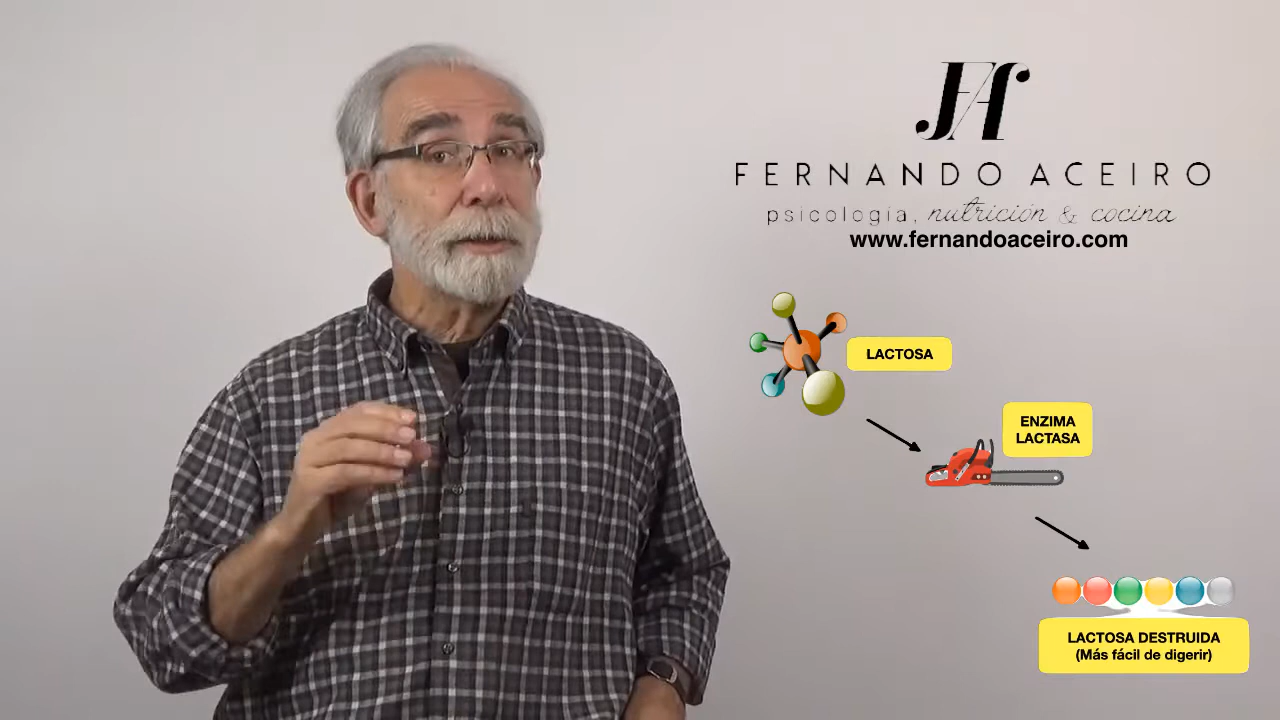 FA
FERNANDO ACEIRO
psicología, nutrición & cocina
www.fernandoaceiro.com
LACTOSA
ENZIMA
LACTASA
LACTOSA DESTRUIDA
(Más fácil de digerir)